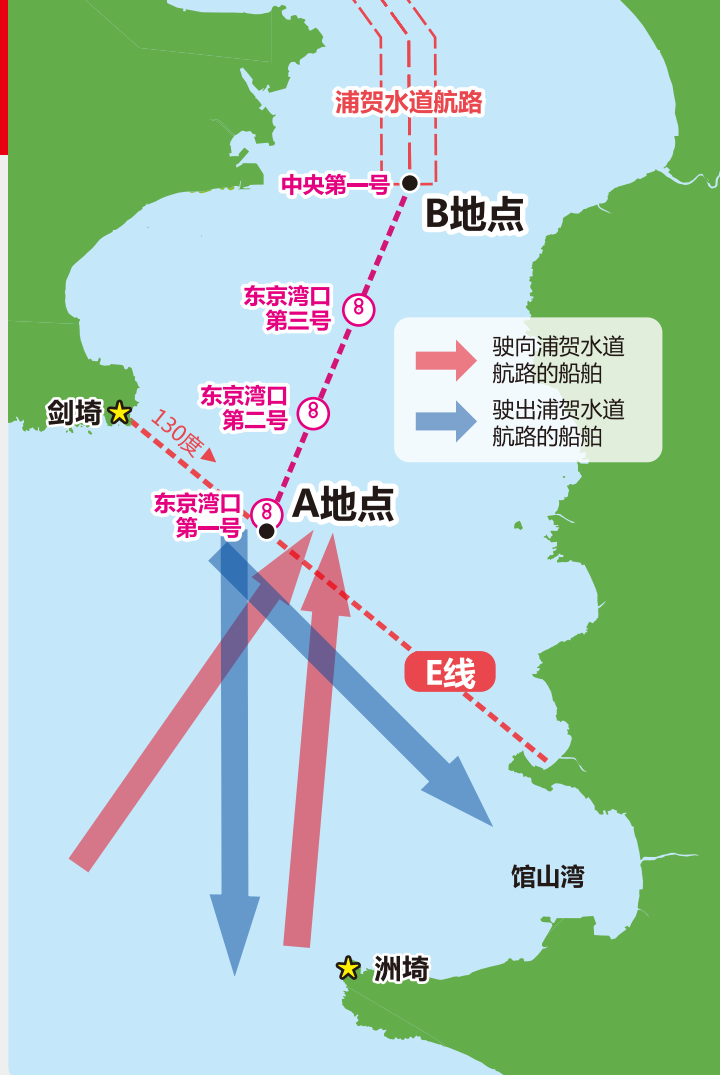 浦贺水道航路
中央第一号
B地点
东京湾口
第三号
8
驶向浦贺水道
航路的船舶
驶出浦贺水道
航路的船舶
东京湾口
第二号
8
剑埼
130度▶
东京湾口
第一号
8
A地点
E线
馆山湾
洲埼